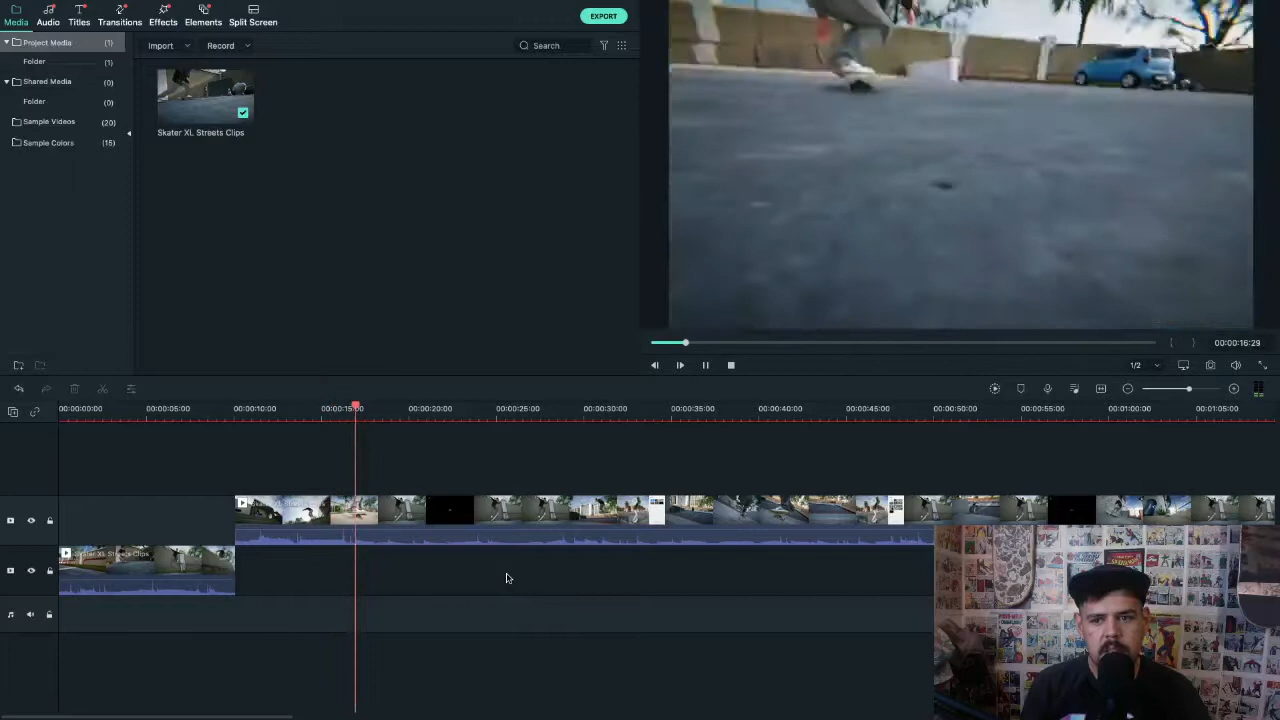 Media Audio Titles Transitions Effects Elements Split Screen
EXPORT
Project Media (1)
Folder (1)
Shared Media (0)
Folder (0)
Sample Videos (20)
Sample Colors (15)
Import Record Search
Skater XL Streets Clips
00:00:16:29
1/2
00:00:00:00 00:00:05:00 00:00:10:00 00:00:15:00 00:00:20:00 00:00:25:00 00:00:30:00 00:00:35:00 00:00:40:00 00:00:45:00 00:00:50:00 00:00:55:00 00:01:00:00 00:01:05:00
Skater XL Streets Clips